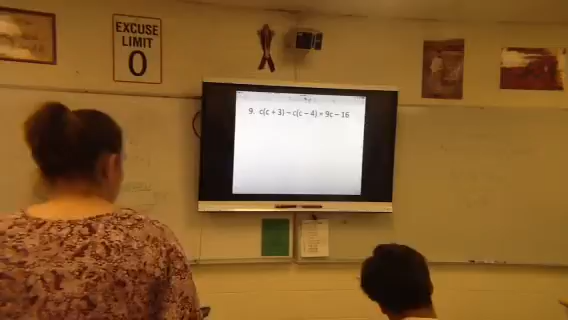 EXCUSE
LIMIT
0
9. c(c + 3) – c(c – 4) = 9c – 16